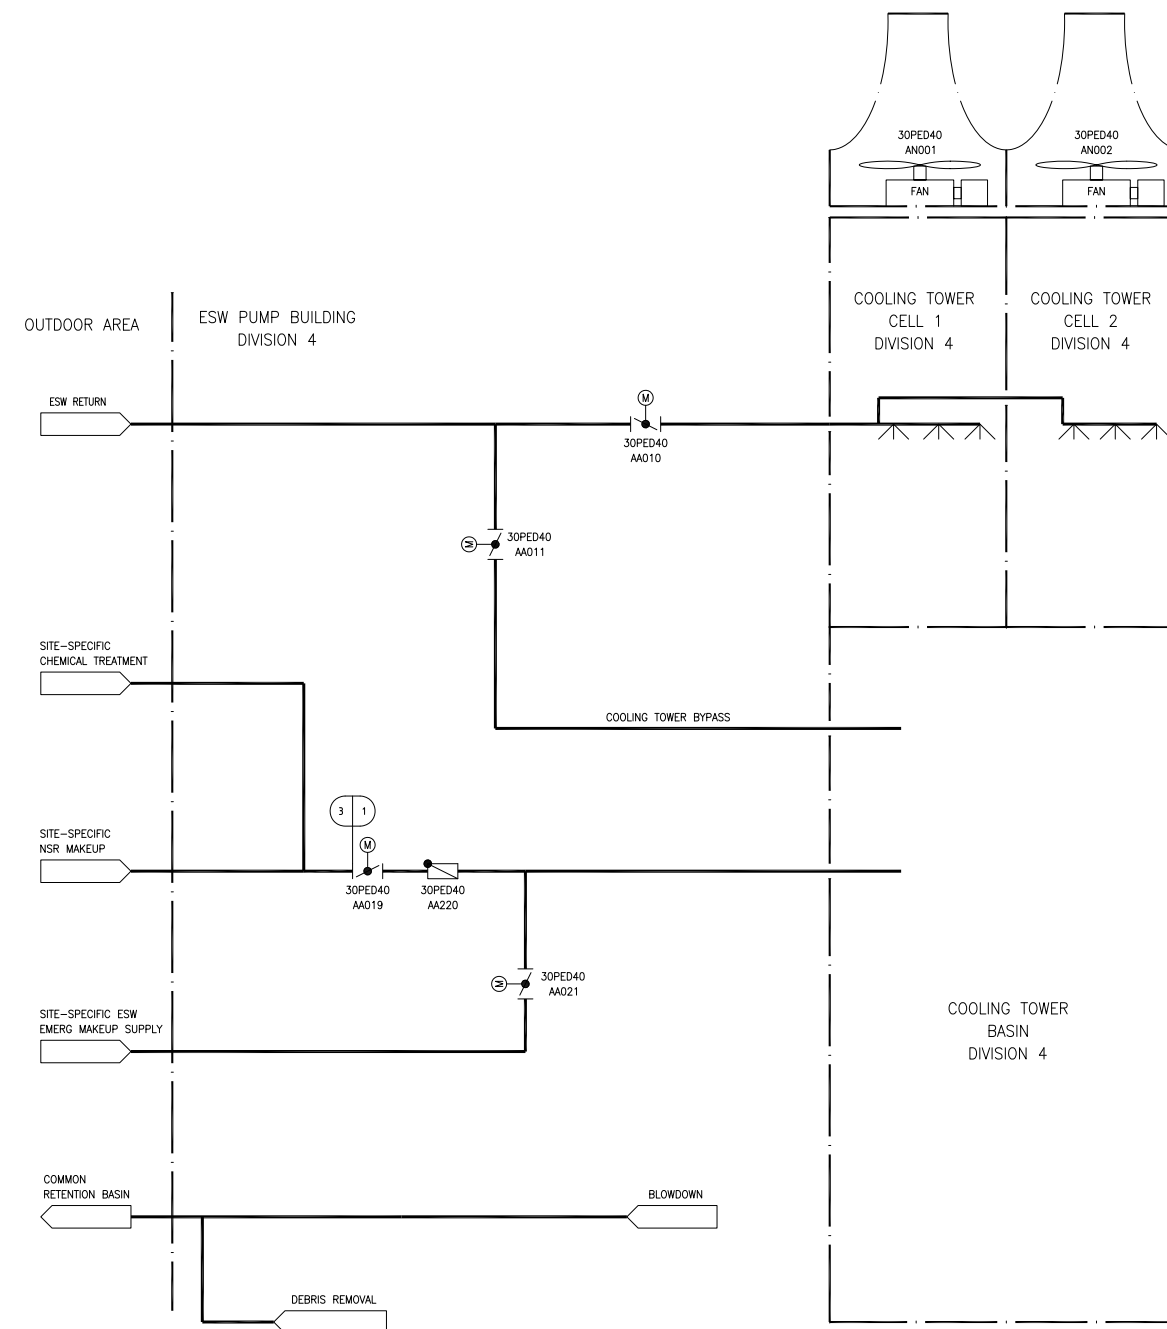 30PED40
AN001
30PED40
AN002
FAN
FAN
COOLING TOWER
CELL 1
DIVISION 4
COOLING TOWER
CELL 2
DIVISION 4
OUTDOOR AREA
ESW PUMP BUILDING
DIVISION 4
ESW RETURN
M
30PED40
AA010
M
30PED40
AA011
SITE-SPECIFIC
CHEMICAL TREATMENT
COOLING TOWER BYPASS
3 1
SITE-SPECIFIC
NSR MAKEUP
M
30PED40
AA019
30PED40
AA220
M
30PED40
AA021
SITE-SPECIFIC ESW
EMERG MAKEUP SUPPLY
COOLING TOWER
BASIN
DIVISION 4
COMMON
RETENTION BASIN
BLOWDOWN
DEBRIS REMOVAL